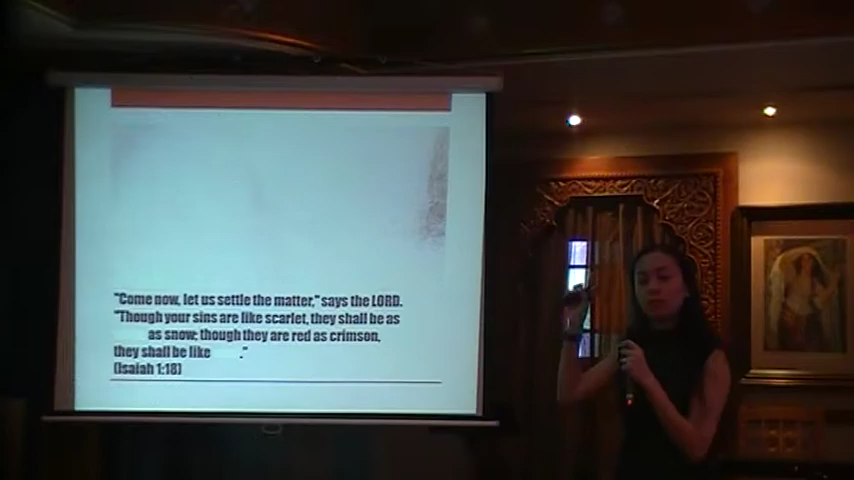 "Come now, let us settle the matter," says the LORD.
"Though your sins are like scarlet, they shall be as
as snow; though they are red as crimson,
they shall be like ."
(Isaiah 1:18)